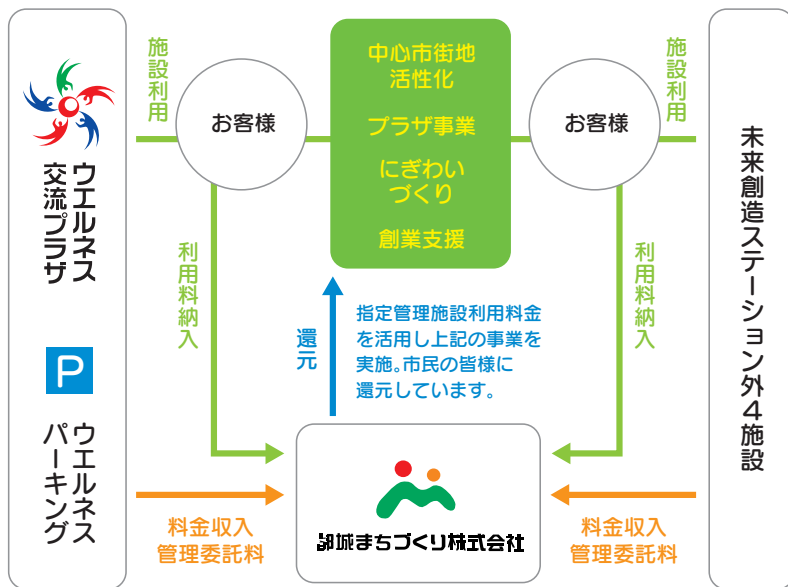 ウエルネス
交流プラザ
P
ウエルネス
パーキング
施設利用
お客様
利用料納入
中心市街地
活性化
プラザ事業
にぎわい
づくり
創業支援
お客様
施設利用
利用料納入
還元
指定管理施設利用料金
を活用し上記の事業を
実施。市民の皆様に
還元しています。
都城まちづくり株式会社
料金収入
管理委託料
料金収入
管理委託料
未来創造ステーション外4施設